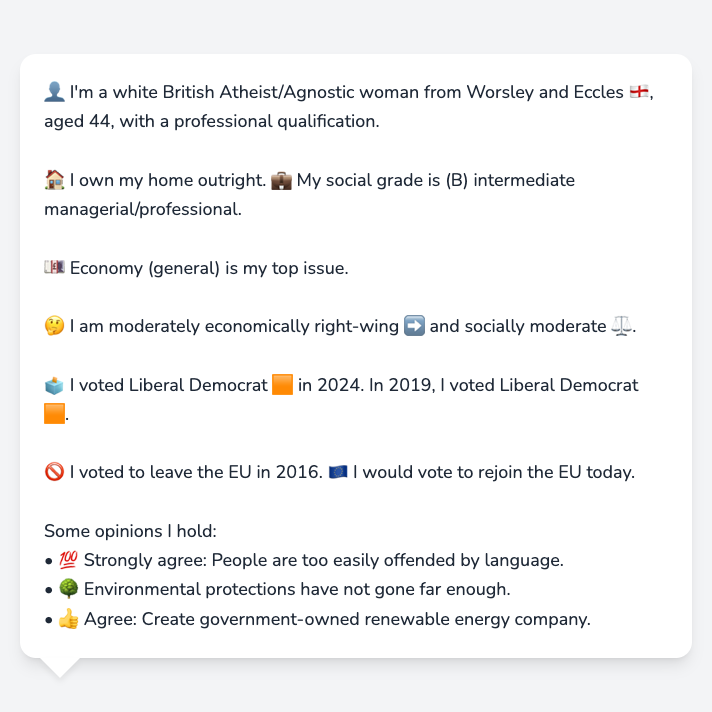 👤 I'm a white British Atheist/Agnostic woman from Worsley and Eccles 🏴󠁧󠁢󠁥󠁮󠁧󠁿,
aged 44, with a professional qualification.
🏠 I own my home outright. 💼 My social grade is (B) intermediate
managerial/professional.
💷 Economy (general) is my top issue.
🤔 I am moderately economically right-wing ➡️ and socially moderate ⚖️.
🗳️ I voted Liberal Democrat 🟧 in 2024. In 2019, I voted Liberal Democrat
🟧.
🚫 I voted to leave the EU in 2016. 🇪🇺 I would vote to rejoin the EU today.
Some opinions I hold:
• 💯 Strongly agree: People are too easily offended by language.
• 🌳 Environmental protections have not gone far enough.
• 👍 Agree: Create government-owned renewable energy company.